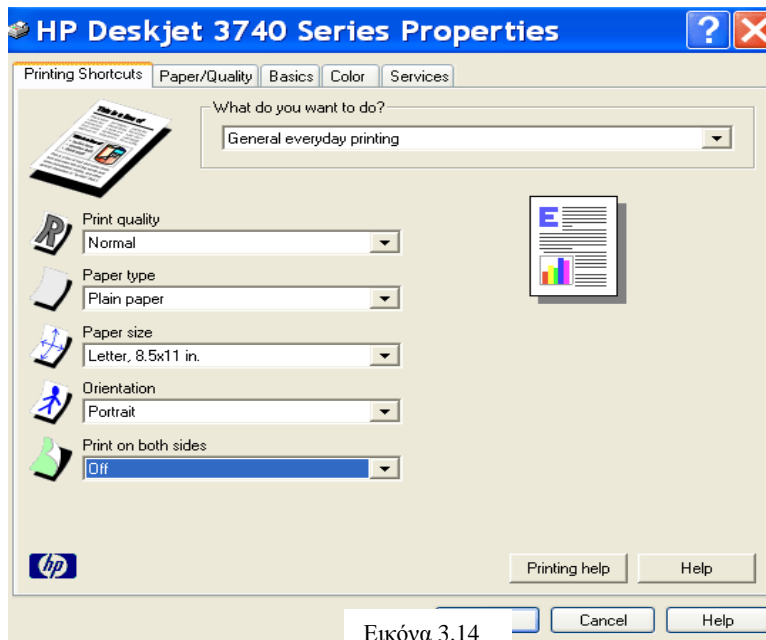 HP Deskjet 3740 Series Properties
Printing Shortcuts Paper/Quality Basics Color Services
What do you want to do?
General everyday printing
Print quality
Normal
Paper type
Plain paper
Paper size
Letter, 8.5x11 in.
Orientation
Portrait
Print on both sides
Off
hp
Printing help Help
Cancel Help
Εικόνα 3.14